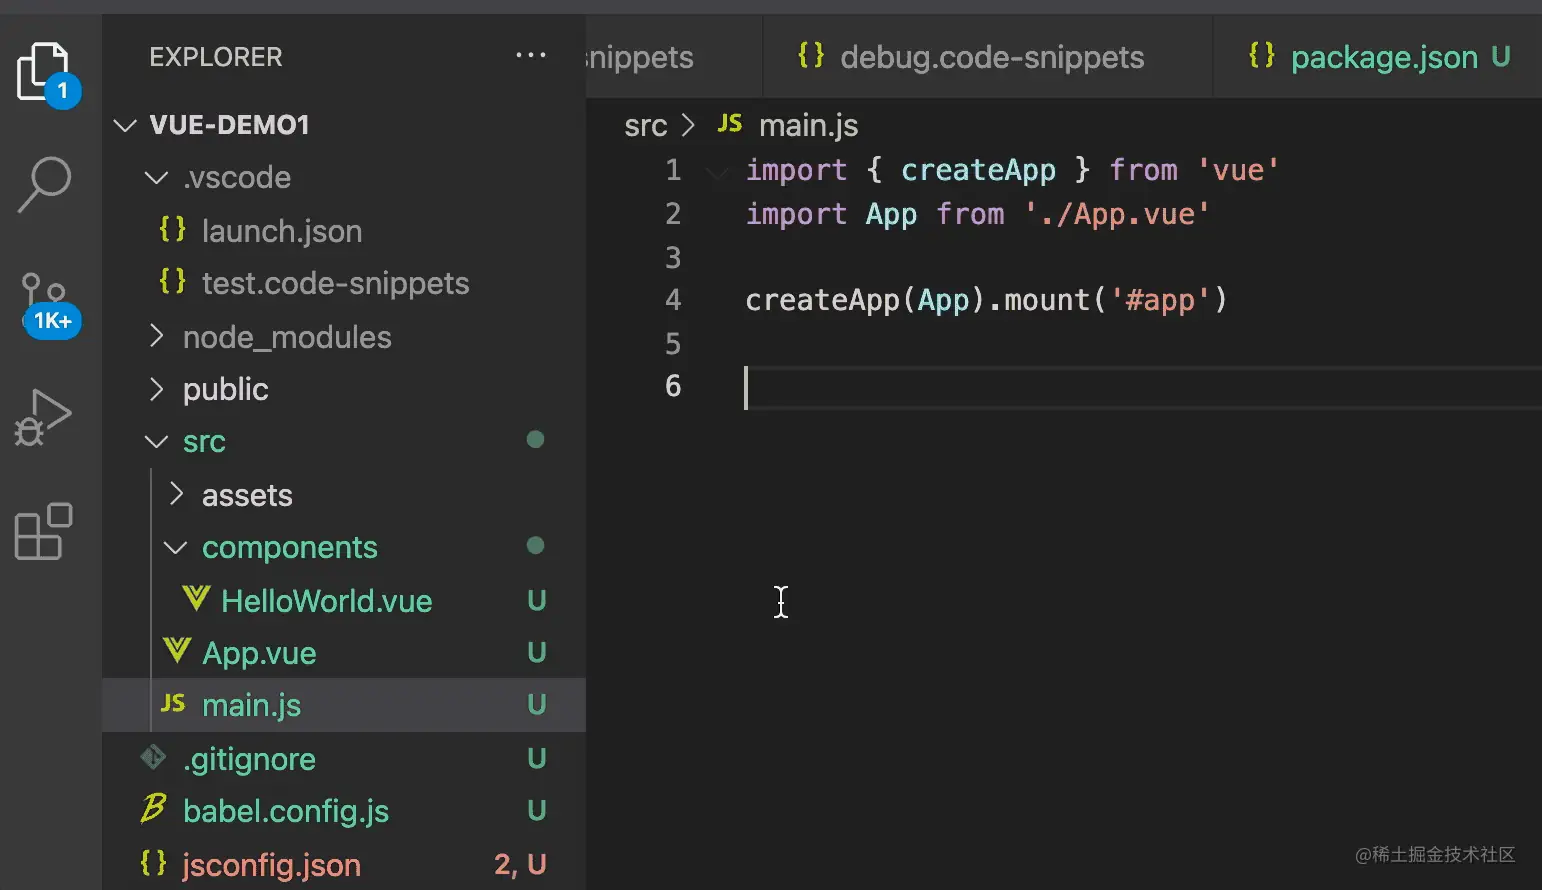 EXPLORER ···
1
VUE-DEMO1
.vscode
{} launch.json
{} test.code-snippets
1K+
node_modules
public
src
assets
components
HelloWorld.vue U
App.vue U
JS main.js U
.gitignore U
babel.config.js U
{} jsconfig.json 2, U
snippets
{} debug.code-snippets
{} package.json U
src > JS main.js
1 import { createApp } from 'vue'
2 import App from './App.vue'
3
4 createApp(App).mount('#app')
5
6
@稀土掘金技术社区